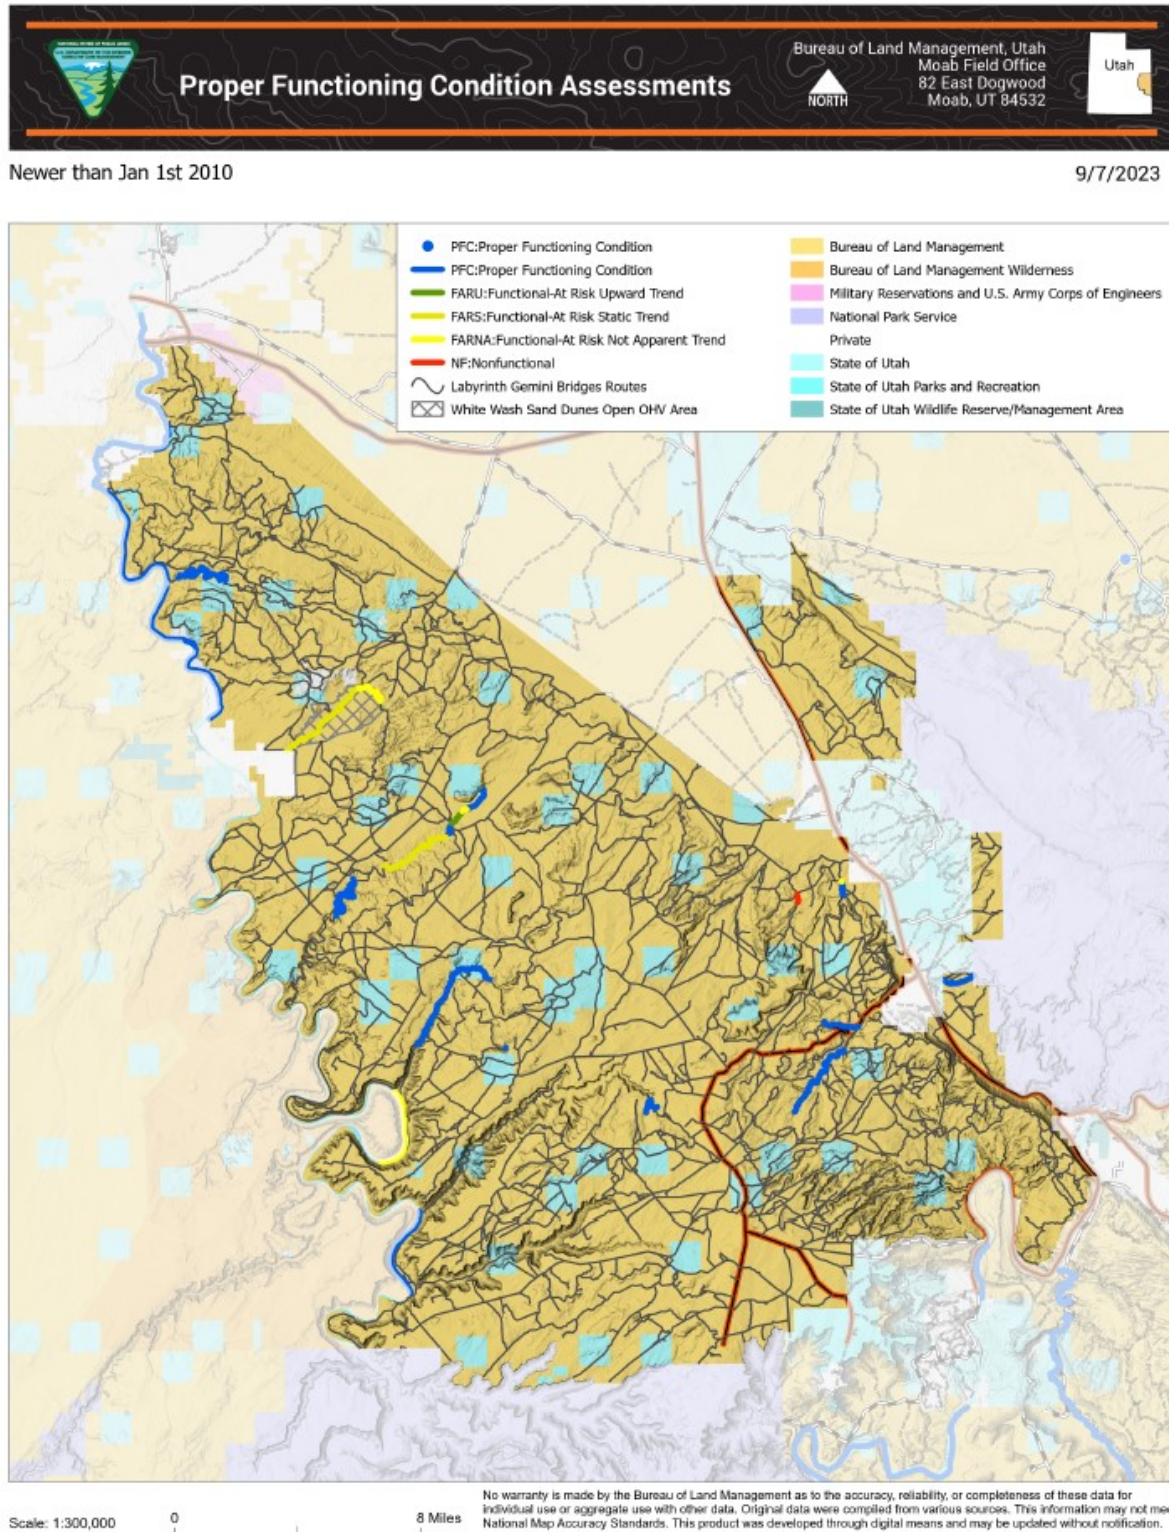 Proper Functioning Condition Assessments
NORTH
Bureau of Land Management, Utah
Moab Field Office
82 East Dogwood
Moab, UT 84532
Utah
Newer than Jan 1st 2010
9/7/2023
PFC:Proper Functioning Condition
PFC:Proper Functioning Condition
FARU:Functional-At Risk Upward Trend
FARS:Functional-At Risk Static Trend
FARNA:Functional-At Risk Not Apparent Trend
NF:Nonfunctional
Labyrinth Gemini Bridges Routes
White Wash Sand Dunes Open OHV Area
Bureau of Land Management
Bureau of Land Management Wilderness
Military Reservations and U.S. Army Corps of Engineers
National Park Service
Private
State of Utah
State of Utah Parks and Recreation
State of Utah Wildlife Reserve/Management Area
Scale: 1:300,000
0
8 Miles
No warranty is made by the Bureau of Land Management as to the accuracy, reliability, or completeness of these data for
individual use or aggregate use with other data. Original data were compiled from various sources. This information may not mee
National Map Accuracy Standards. This product was developed through digital means and may be updated without notification.